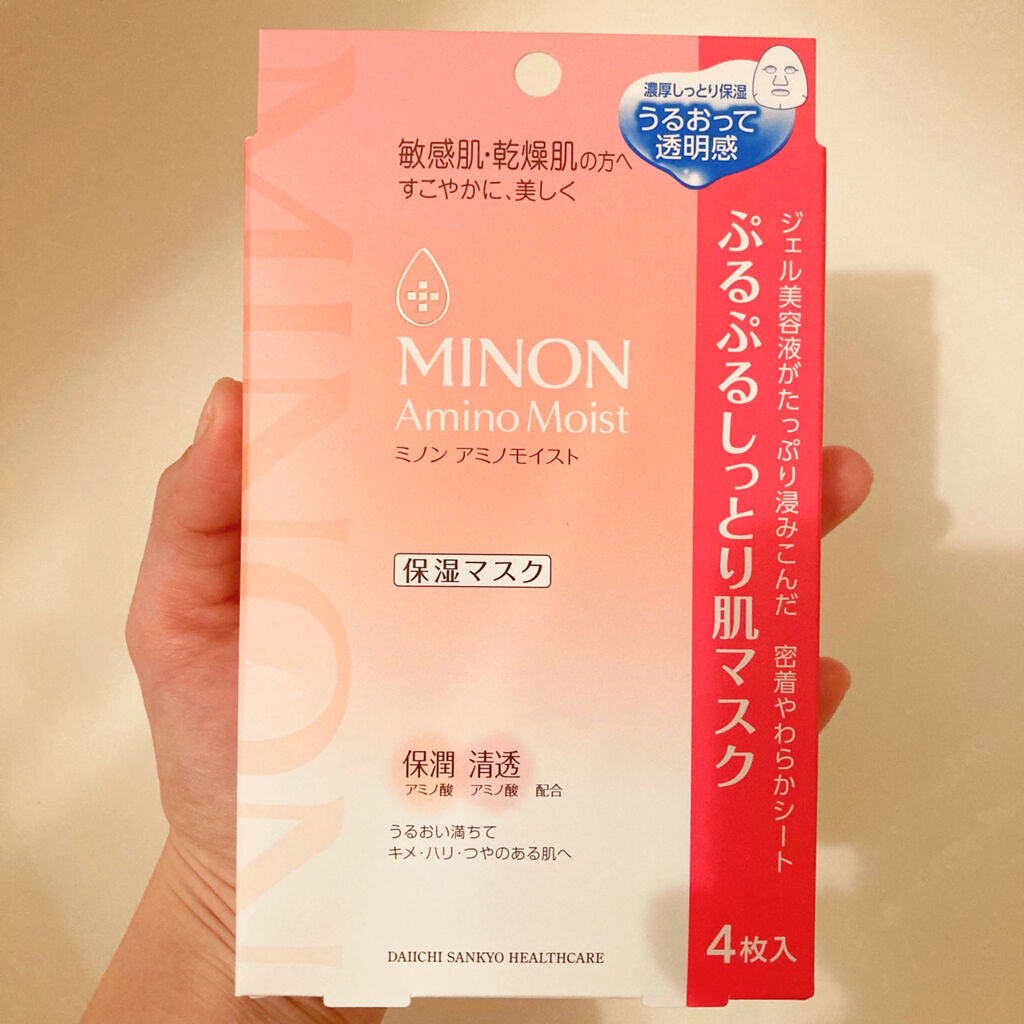 MINON
敏感肌・乾燥肌の方へ
すこやかに、美しく
MINON
Amino Moist
ミノン アミノモイスト
保湿マスク
保潤 清透
アミノ酸 アミノ酸 配合
うるおい満ちて
キメ・ハリ・つやのある肌へ
DAIICHI SANKYO HEALTHCARE
濃厚しっとり保湿
うるおって
透明感
ジェル美容液がたっぷり浸みこんだ 密着やわらかシート
ぷるぷるしっとり肌マスク
4枚入